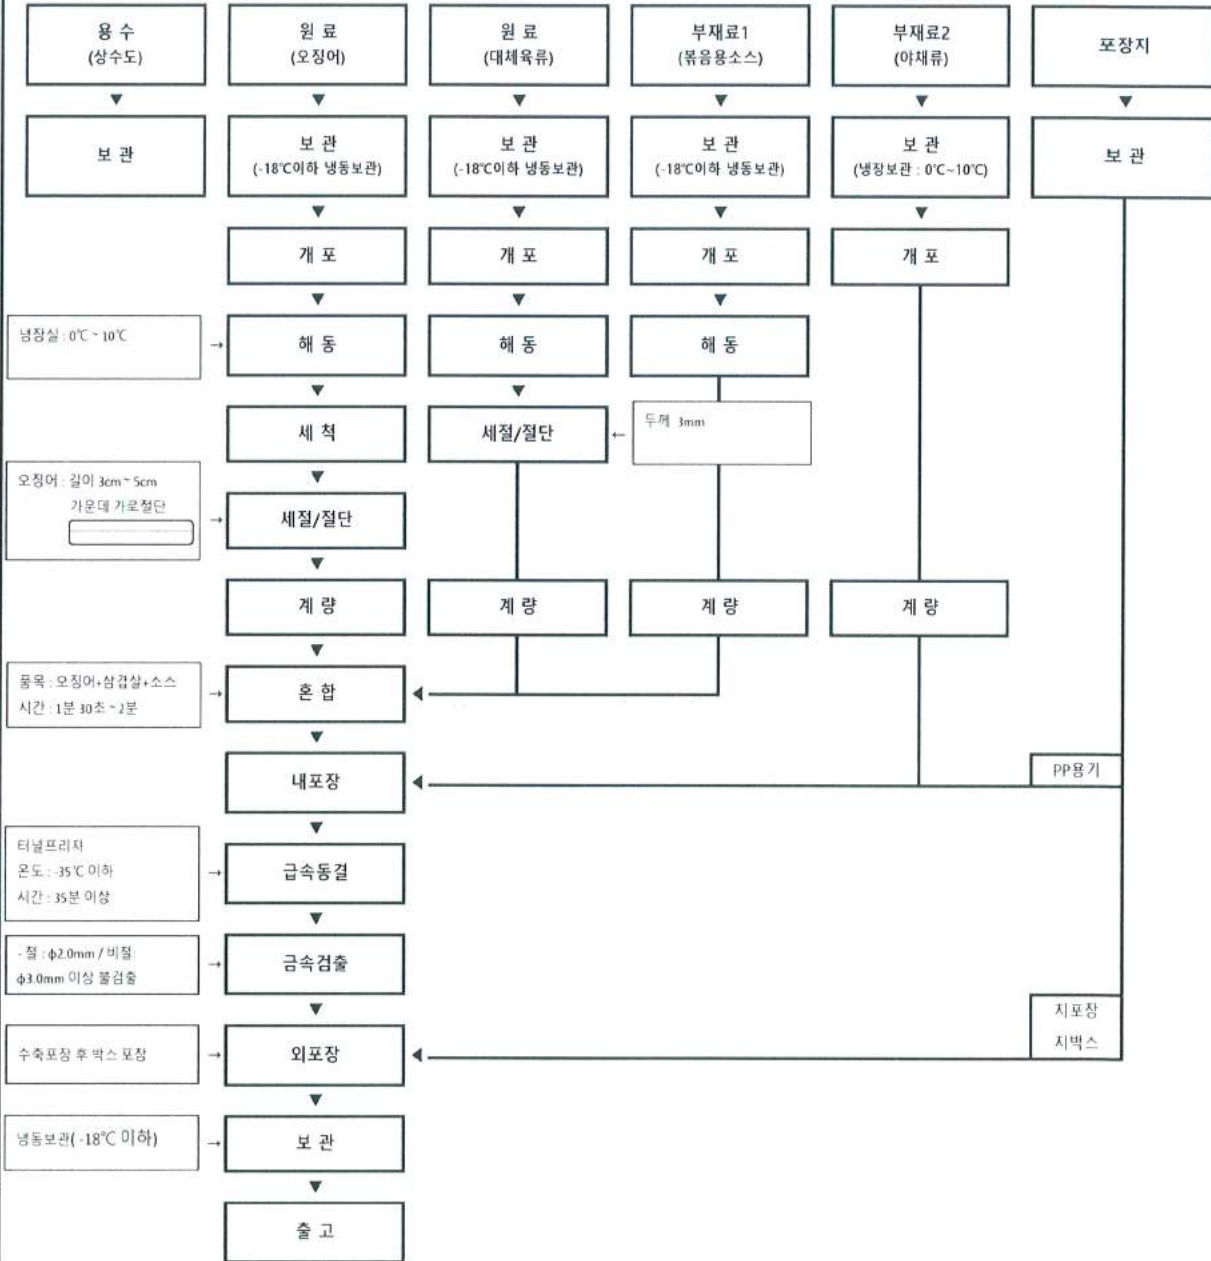 용 수
(상수도)
원 료
(오징어)
원 료
(대체육류)
부재료1
(볶음용소스)
부재료2
(야채류)
포장지
보 관
보 관
(-18℃이하 냉동보관)
보 관
(-18℃이하 냉동보관)
보 관
(-18℃이하 냉동보관)
보 관
(냉장보관 : 0℃~10℃)
보 관
개 포
개 포
개 포
개 포
냉장실 : 0℃ ~ 10℃
해 동
해 동
해 동
세 척
세절/절단
두께 3mm
오징어 : 길이 3cm ~ 5cm
가운데 가로절단
세절/절단
계 량
계 량
계 량
계 량
품목 : 오징어+삼겹살+소스
시간 : 1분 30초 ~ 2분
혼 합
내포장
PP용기
터널프리져
온도 : -35℃ 이하
시간 : 35분 이상
급속동결
- 철 : ф2.0mm / 비철:
ф3.0mm 이상 불검출
금속검출
지포장
지박스
수축포장 후 박스 포장
외포장
냉동보관( -18℃ 이하)
보 관
출 고